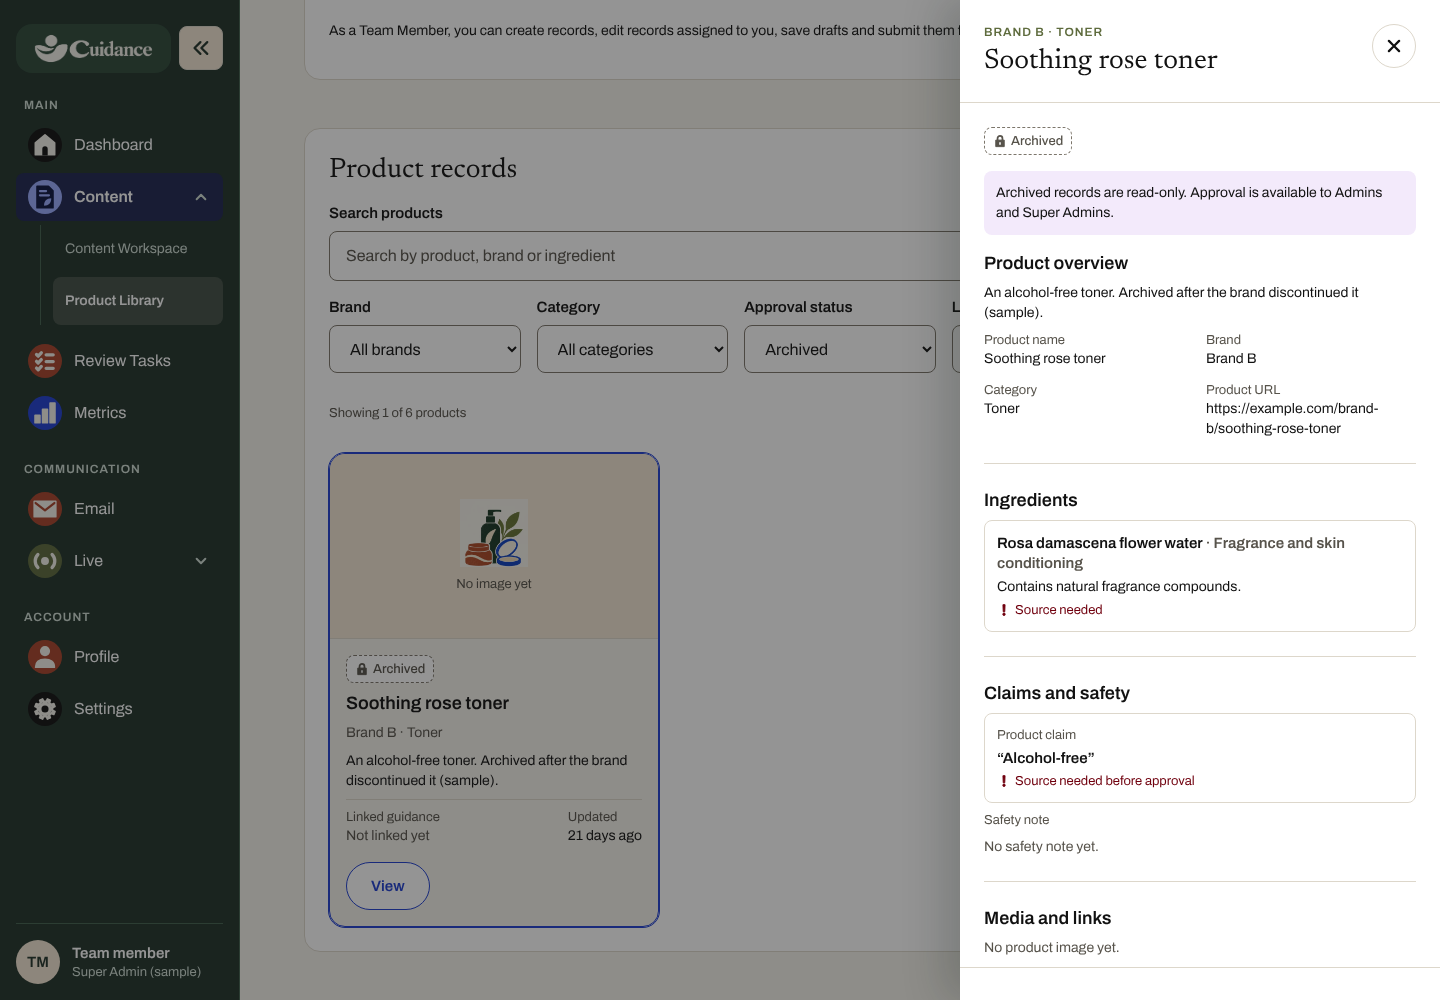 Cuidance
MAIN
Dashboard
Content
Content Workspace
Product Library
Review Tasks
Metrics
COMMUNICATION
Email
Live
ACCOUNT
Profile
Settings
TM
Team member
Super Admin (sample)
As a Team Member, you can create records, edit records assigned to you, save drafts and submit them f
Product records
Search products
Search by product, brand or ingredient
Brand
Category
Approval status
L
All brands
All categories
Archived
Showing 1 of 6 products
No image yet
Archived
Soothing rose toner
Brand B · Toner
An alcohol-free toner. Archived after the brand
discontinued it (sample).
Linked guidance
Updated
Not linked yet
21 days ago
View
BRAND B · TONER
Soothing rose toner
Archived
Archived records are read-only. Approval is available to Admins
and Super Admins.
Product overview
An alcohol-free toner. Archived after the brand discontinued it
(sample).
Product name
Brand
Soothing rose toner
Brand B
Category
Product URL
Toner
https://example.com/brand-
b/soothing-rose-toner
Ingredients
Rosa damascena flower water · Fragrance and skin
conditioning
Contains natural fragrance compounds.
Source needed
Claims and safety
Product claim
“Alcohol-free”
Source needed before approval
Safety note
No safety note yet.
Media and links
No product image yet.